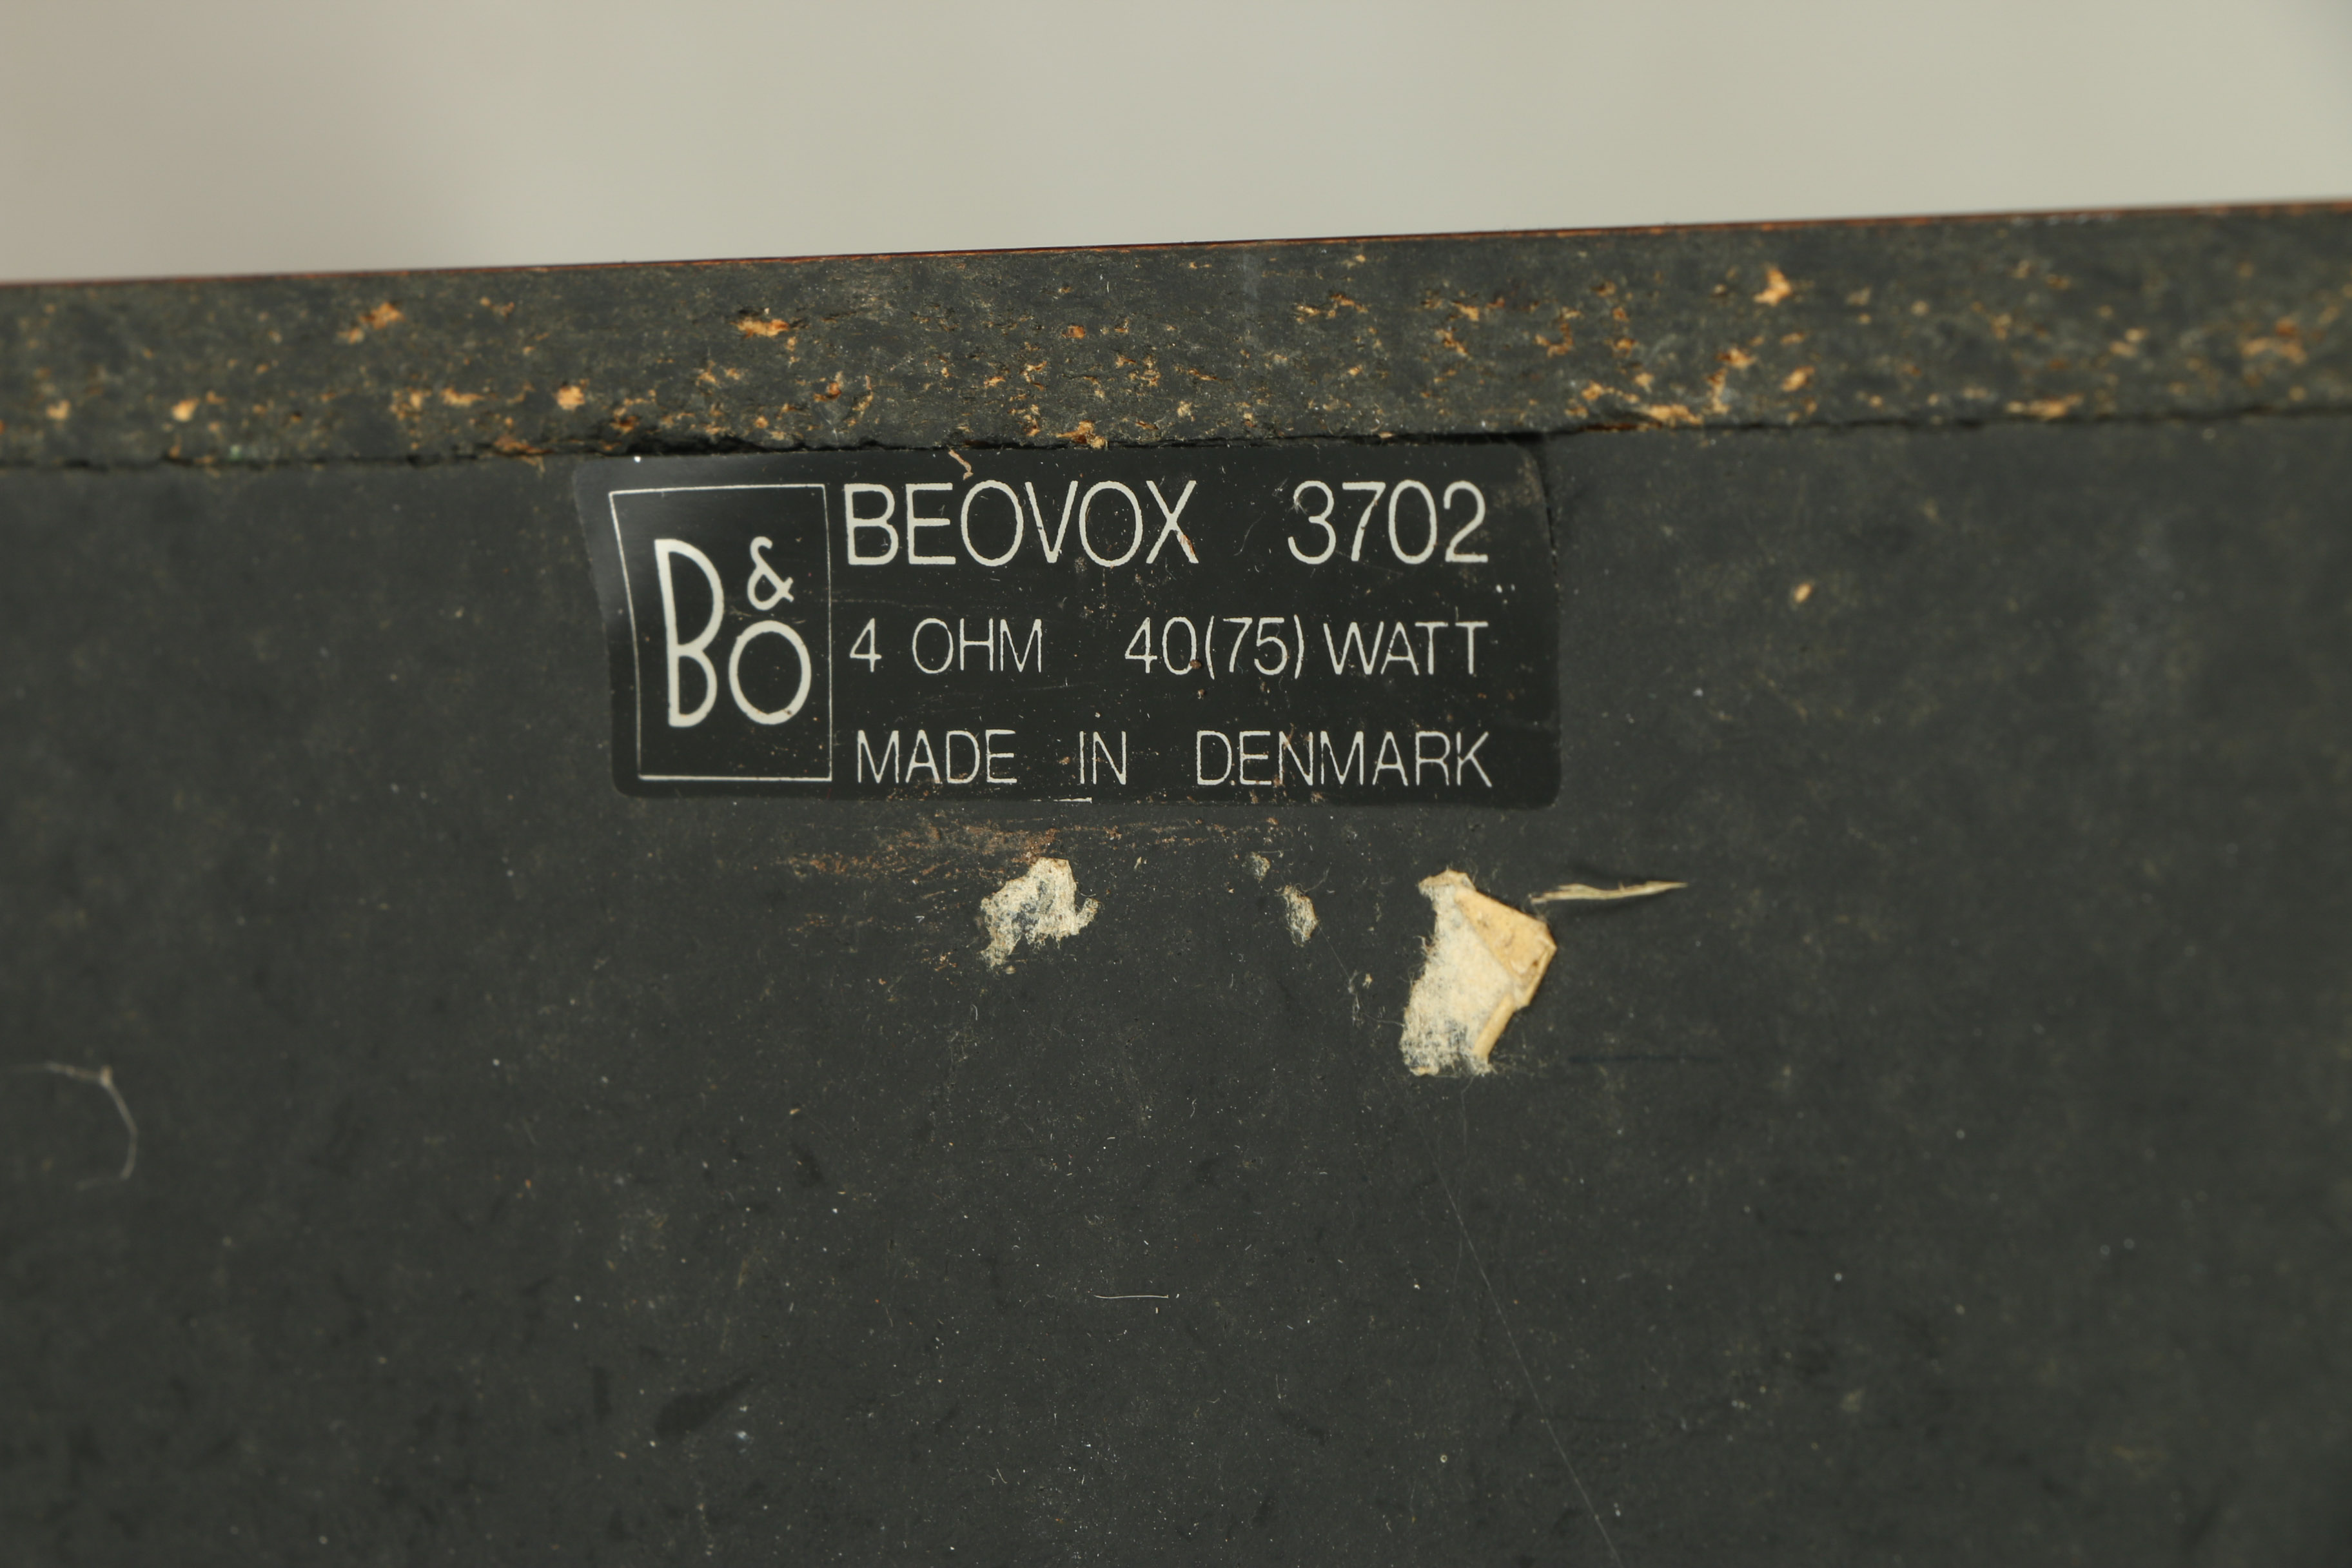 B&O
BEOVOX 3702
4 OHM 40(75) WATT
MADE IN DENMARK